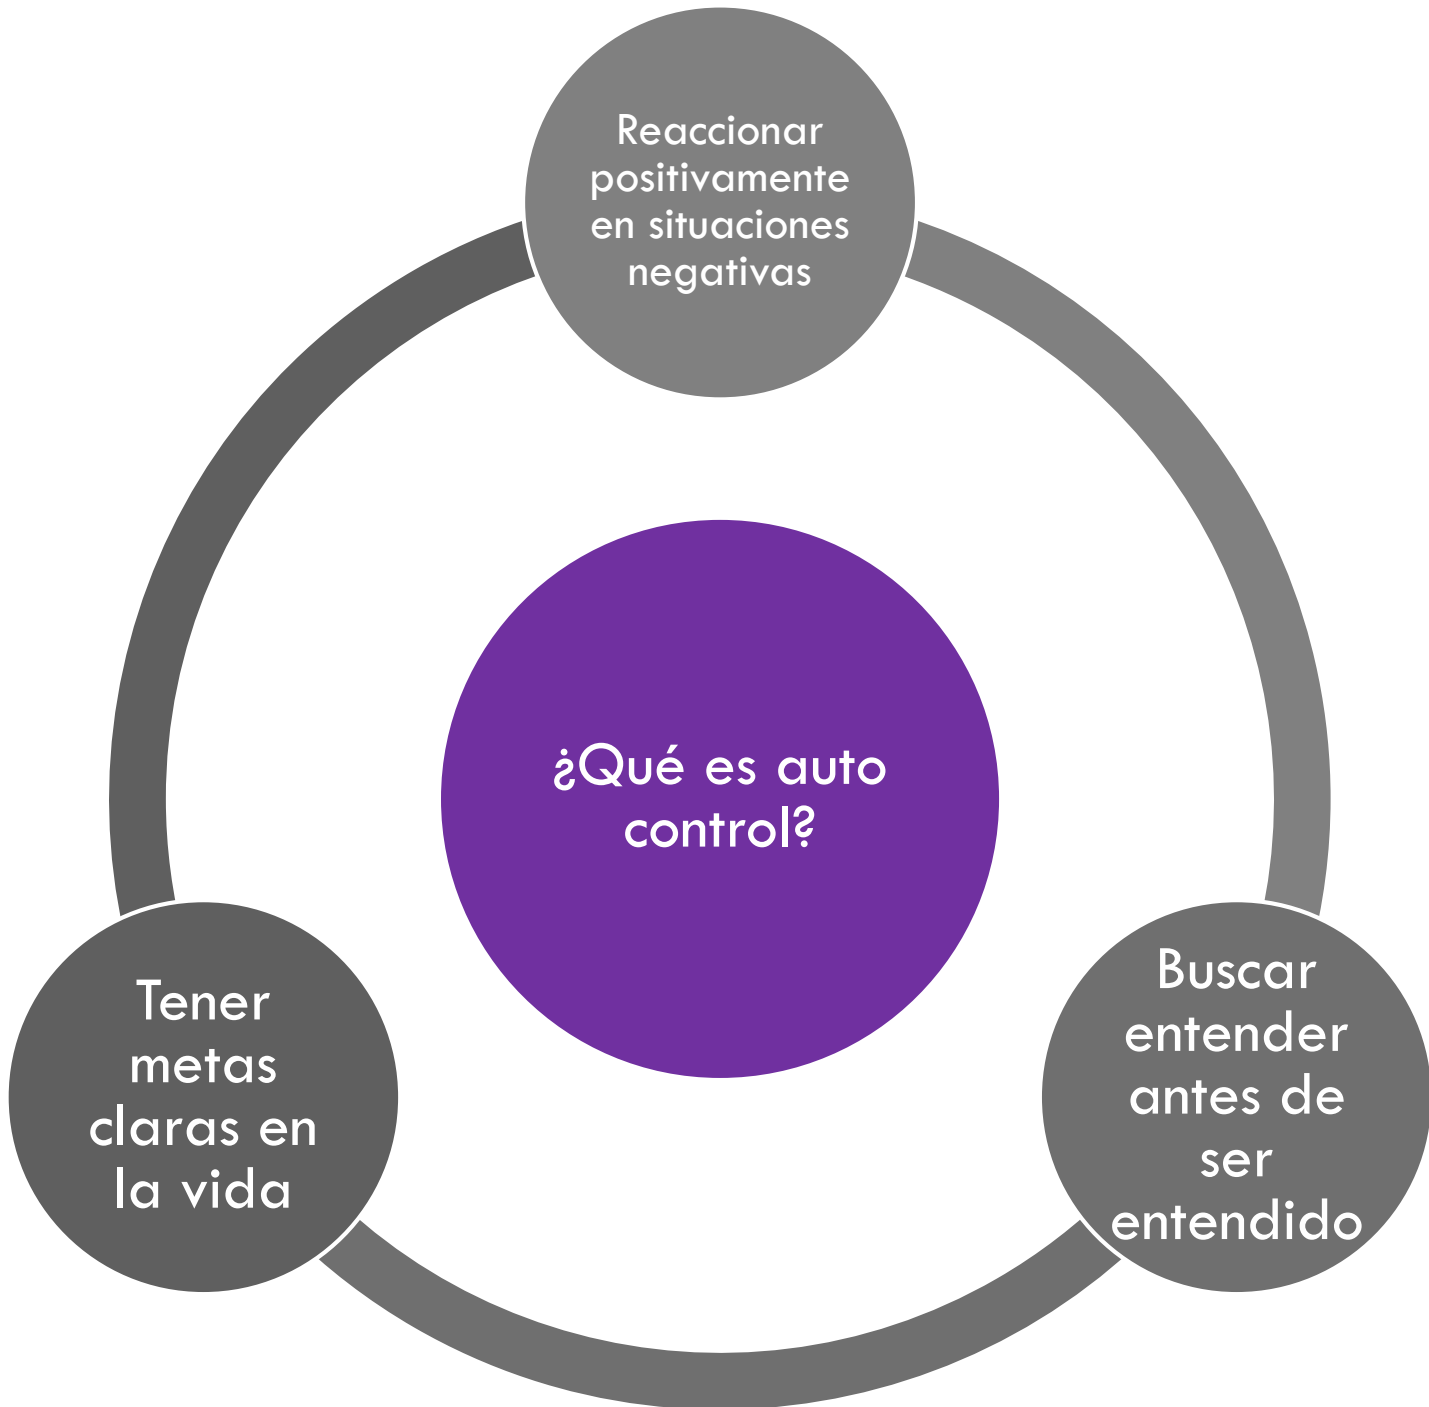 Reaccionar
positivamente
en situaciones
negativas
¿Qué es auto
control?
Tener
metas
claras en
la vida
Buscar
entender
antes de
ser
entendido